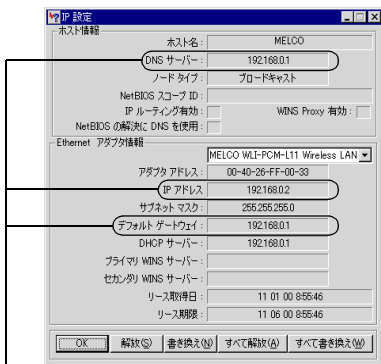 IP 設定
ホスト情報
ホスト名 : MELCO
DNS サーバー : 192.168.0.1
ノード タイプ : ブロードキャスト
NetBIOS スコープ ID :
IP ルーティング有効 : WINS Proxy 有効 :
NetBIOS の解決に DNS を使用 :
Ethernet アダプタ情報
MELCO WLI-PCM-L11 Wireless LAN
アダプタ アドレス : 00-40-26-FF-00-33
IP アドレス : 192.168.0.2
サブネット マスク : 255.255.255.0
デフォルト ゲートウェイ : 192.168.0.1
DHCP サーバー : 192.168.0.1
プライマリ WINS サーバー :
セカンダリ WINS サーバー :
リース取得日 : 11 01 00 8:55:46
リース期限 : 11 06 00 8:55:46
OK 解放(S) 書き換え(N) すべて解放(A) すべて書き換え(W)